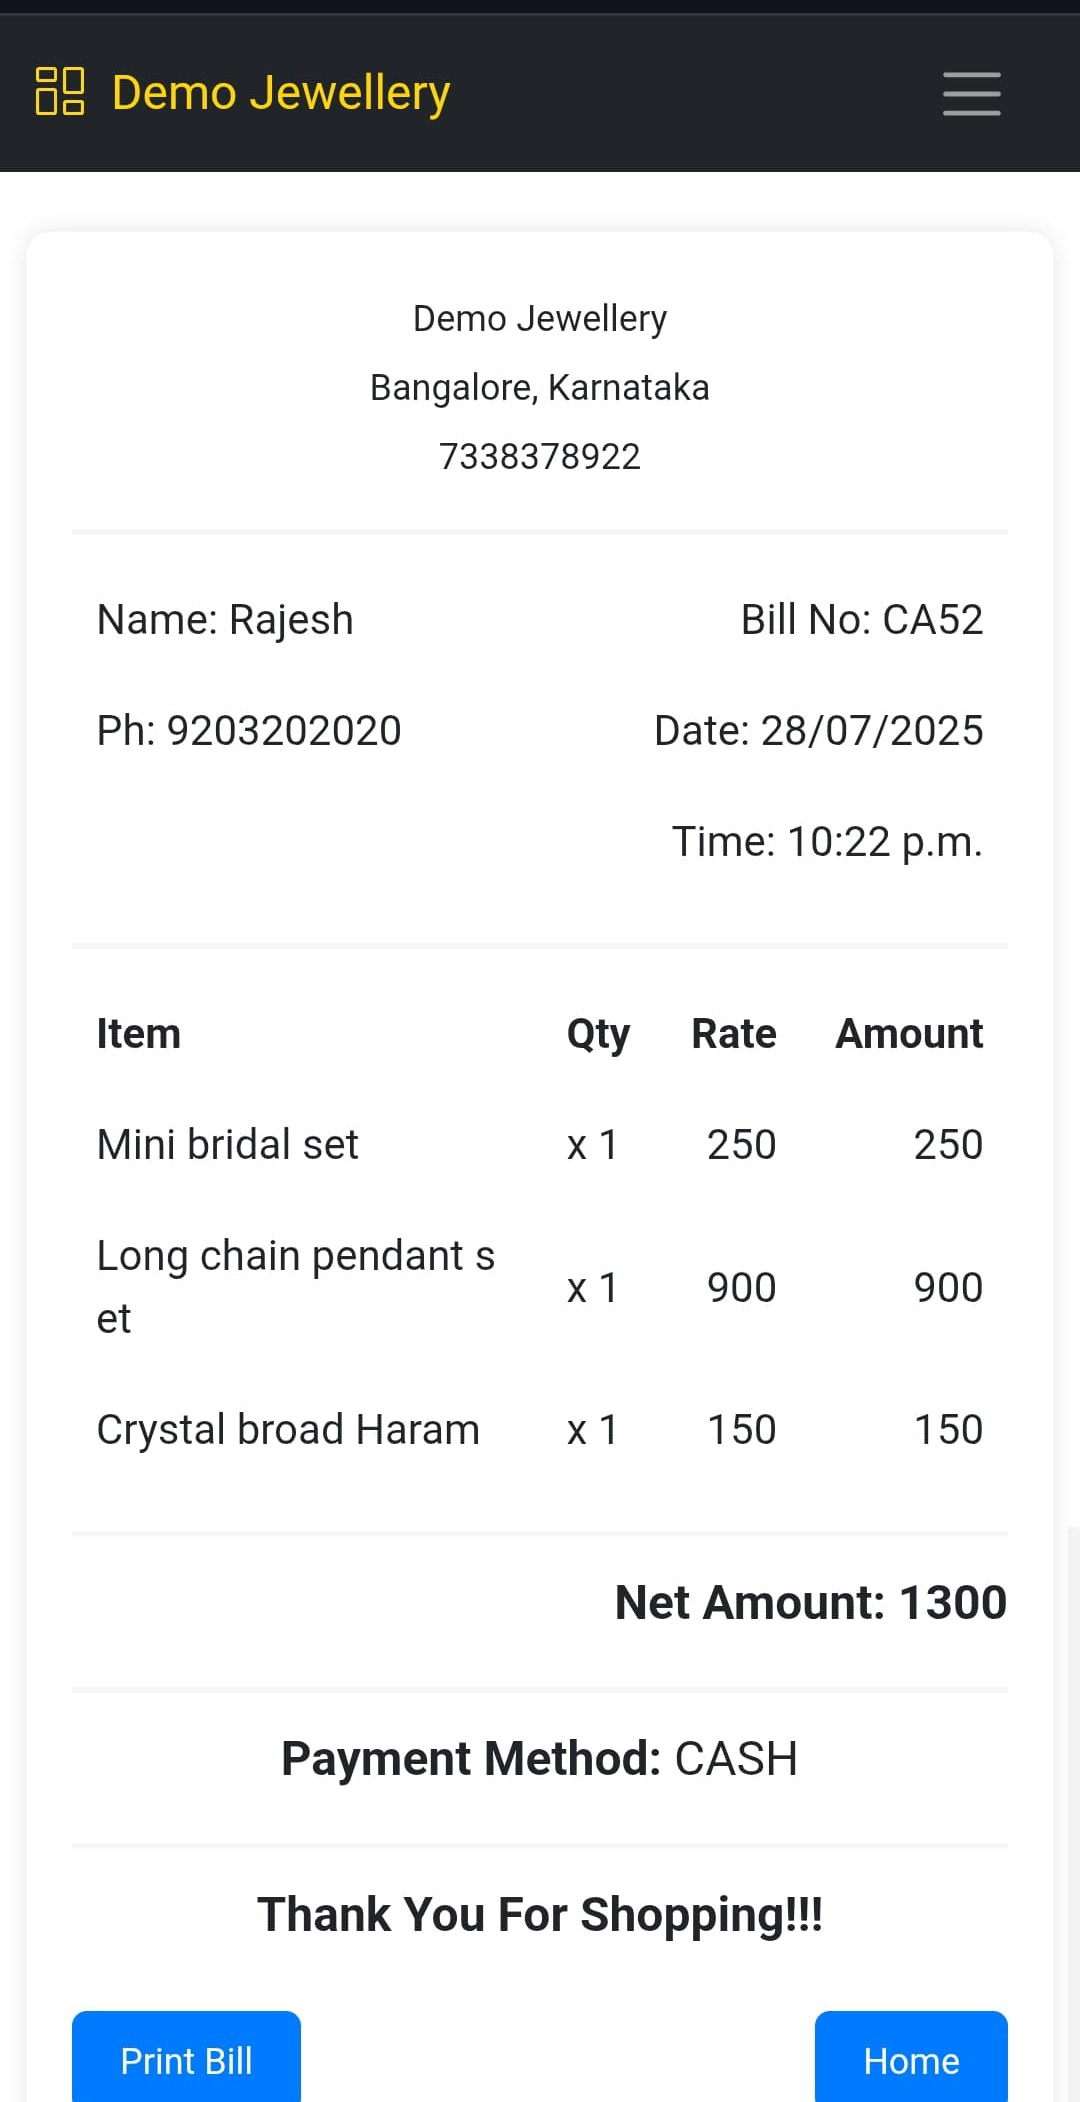 Demo Jewellery
Demo Jewellery
Bangalore, Karnataka
7338378922
Name: Rajesh Bill No: CA52
Ph: 9203202020 Date: 28/07/2025
Time: 10:22 p.m.
Item Qty Rate Amount
Mini bridal set x 1 250 250
Long chain pendant s
et x 1 900 900
Crystal broad Haram x 1 150 150
Net Amount: 1300
Payment Method: CASH
Thank You For Shopping!!!
Print Bill Home